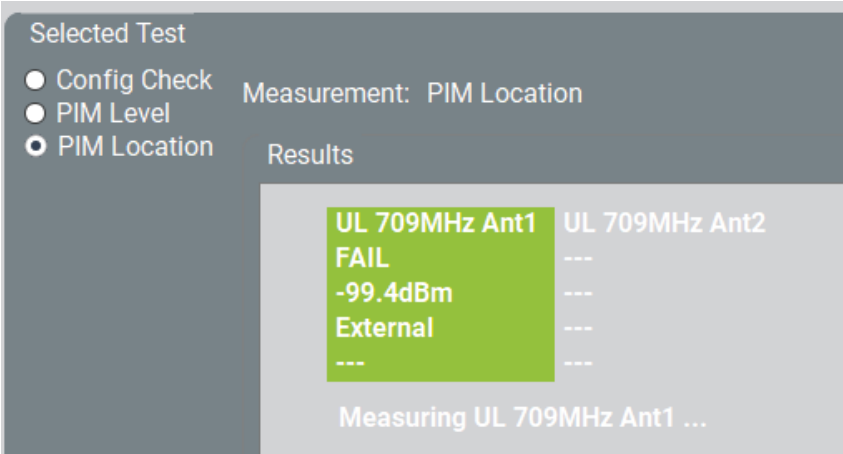 Selected Test
Config Check
PIM Level
PIM Location
Measurement: PIM Location
Results
UL 709MHz Ant1 UL 709MHz Ant2
FAIL ---
-99.4dBm ---
External ---
--- ---
Measuring UL 709MHz Ant1 ...